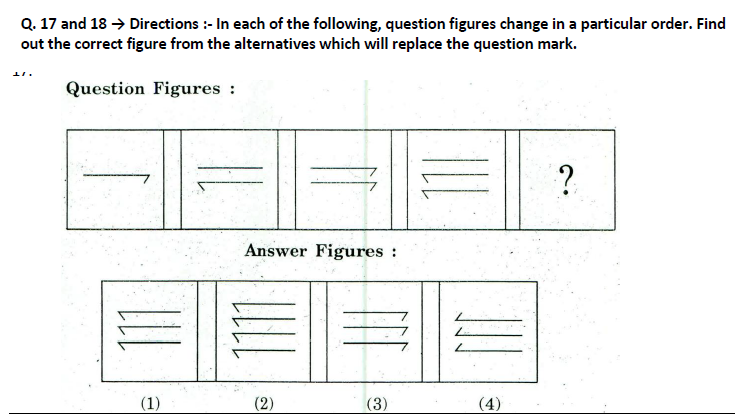 Q. 17 and 18 → Directions :- In each of the following, question figures change in a particular order. Find
out the correct figure from the alternatives which will replace the question mark.
Question Figures :
?
Answer Figures :
(1) (2) (3) (4)